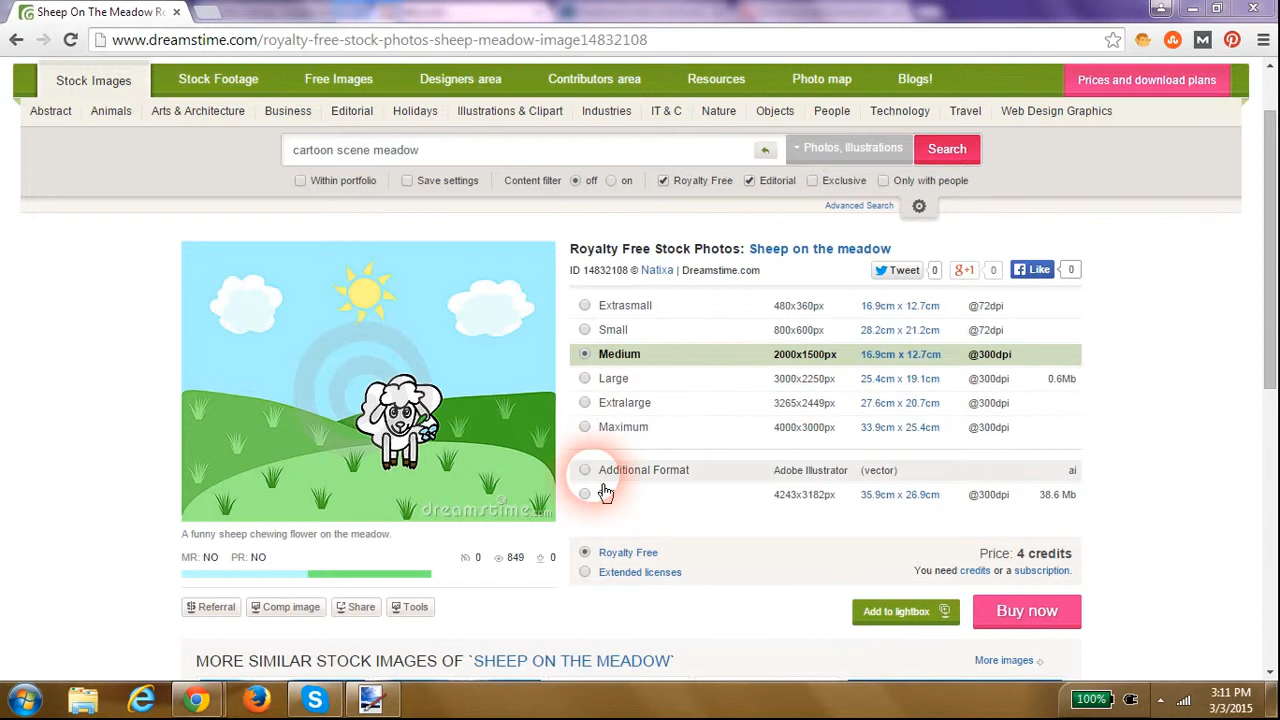 Sheep On The Meadow Ro
www.dreamstime.com/royalty-free-stock-photos-sheep-meadow-image14832108
Stock Images Stock Footage Free Images Designers area Contributors area Resources Photo map Blogs! Prices and download plans
Abstract Animals Arts & Architecture Business Editorial Holidays Illustrations & Clipart Industries IT & C Nature Objects People Technology Travel Web Design Graphics
cartoon scene meadow Photos, Illustrations Search
Within portfolio Save settings Content filter off on Royalty Free Editorial Exclusive Only with people
Advanced Search
Royalty Free Stock Photos: Sheep on the meadow
ID 14832108 © Natixa | Dreamstime.com Tweet 0 g+1 0 Like 0
Extrasmall 480x360px 16.9cm x 12.7cm @72dpi
Small 800x600px 28.2cm x 21.2cm @72dpi
Medium 2000x1500px 16.9cm x 12.7cm @300dpi
Large 3000x2250px 25.4cm x 19.1cm @300dpi 0.6Mb
Extralarge 3265x2449px 27.6cm x 20.7cm @300dpi
Maximum 4000x3000px 33.9cm x 25.4cm @300dpi
Additional Format Adobe Illustrator (vector) ai
4243x3182px 35.9cm x 26.9cm @300dpi 38.6 Mb
dreamstime.com
A funny sheep chewing flower on the meadow.
MR: NO PR: NO 0 849 0
Royalty Free Price: 4 credits
Extended licenses You need credits or a subscription.
Referral Comp image Share Tools Add to lightbox Buy now
MORE SIMILAR STOCK IMAGES OF `SHEEP ON THE MEADOW` More images
100% 3:11 PM
3/3/2015